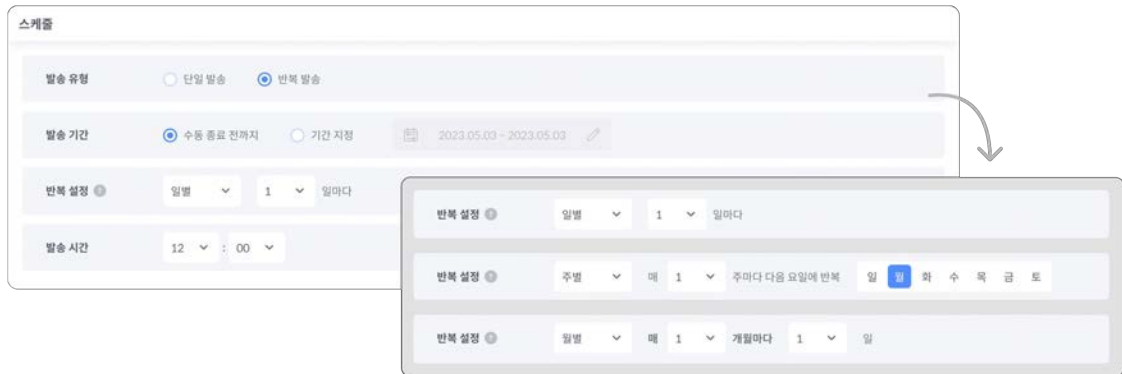 스케줄
발송 유형 단일 발송 반복 발송
발송 기간 수동 종료 전까지 기간 지정 2023.05.03 ~ 2023.05.03
반복 설정 ? 일별 1 일마다
발송 시간 12 : 00
반복 설정 ? 일별 1 일마다
반복 설정 ? 주별 매 1 주마다 다음 요일에 반복 일 월 화 수 목 금 토
반복 설정 ? 월별 매 1 개월마다 1 일